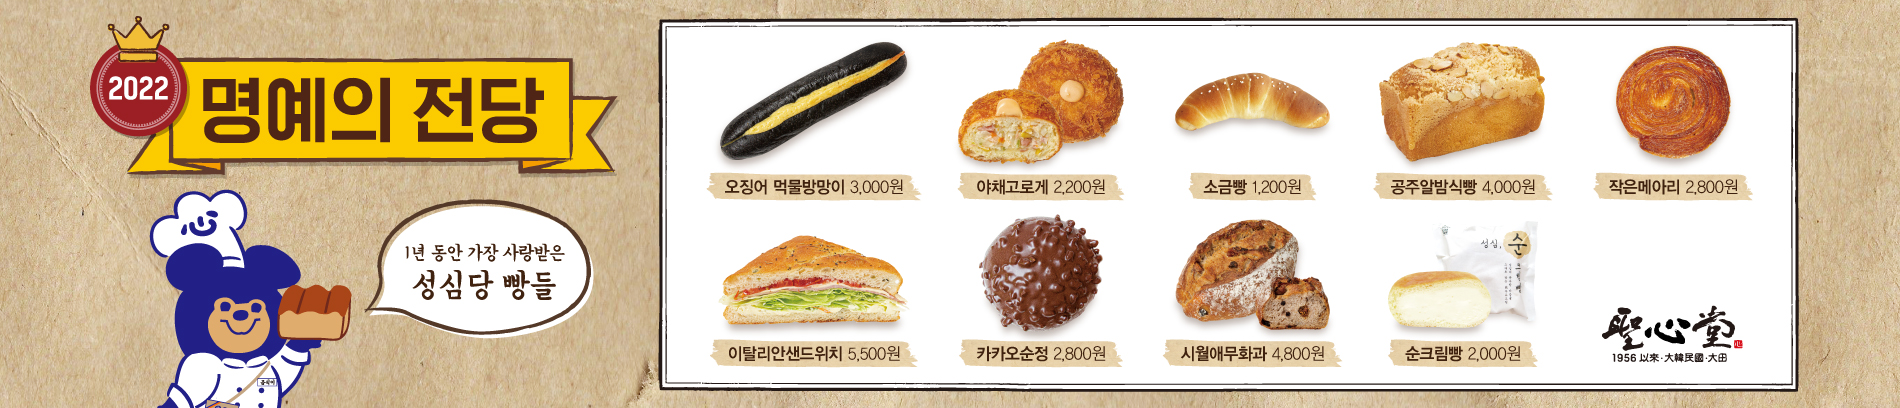 2022
명예의 전당
1년 동안 가장 사랑받은
성심당 빵들
오징어 먹물방망이 3,000원
야채고로게 2,200원
소금빵 1,200원
공주알밤식빵 4,000원
작은메아리 2,800원
이탈리안샌드위치 5,500원
카카오순정 2,800원
시월애무화과 4,800원
순크림빵 2,000원
성심,
순
聖心堂
1956 以來·大韓民國·大田